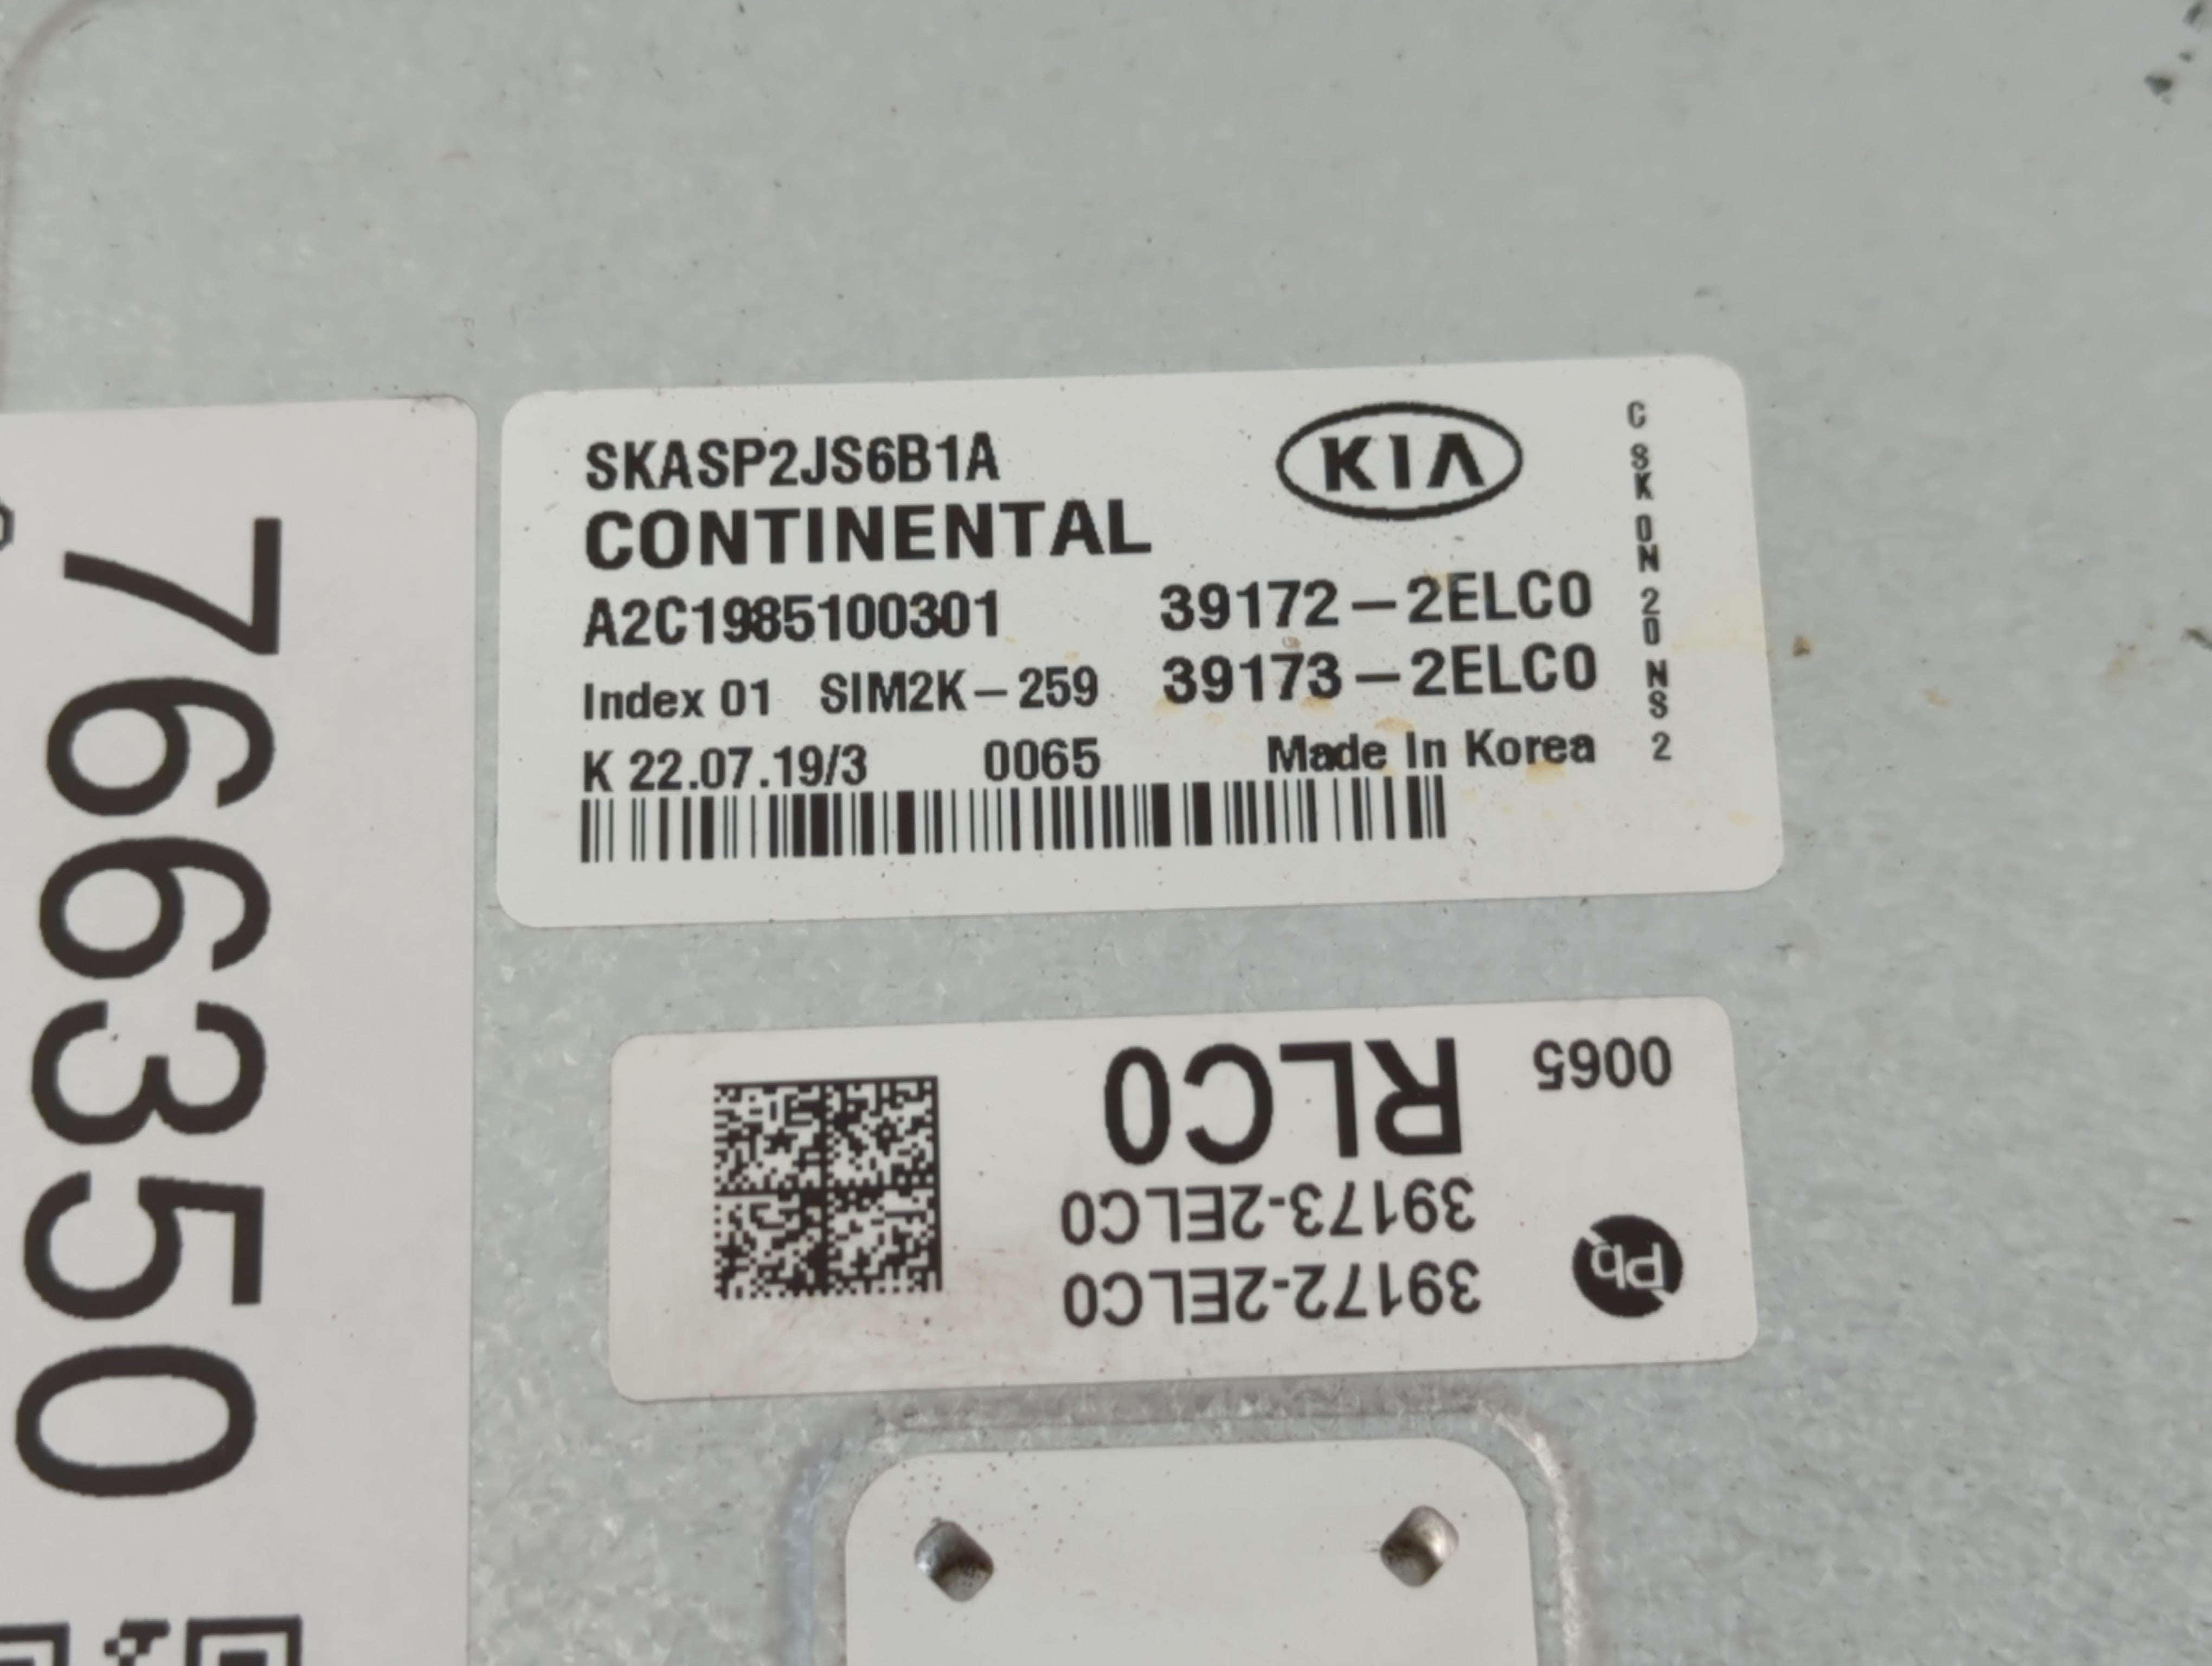 SKASP2JS6B1A
KIA
CONTINENTAL
A2C1985100301 39172-2ELC0
Index 01 SIM2K-259 39173-2ELC0
K 22.07.19/3 0065 Made In Korea
C SK ON 20 NS 2
39172-2ELC0
39173-2ELC0
RLC0
0065
Pb
766350